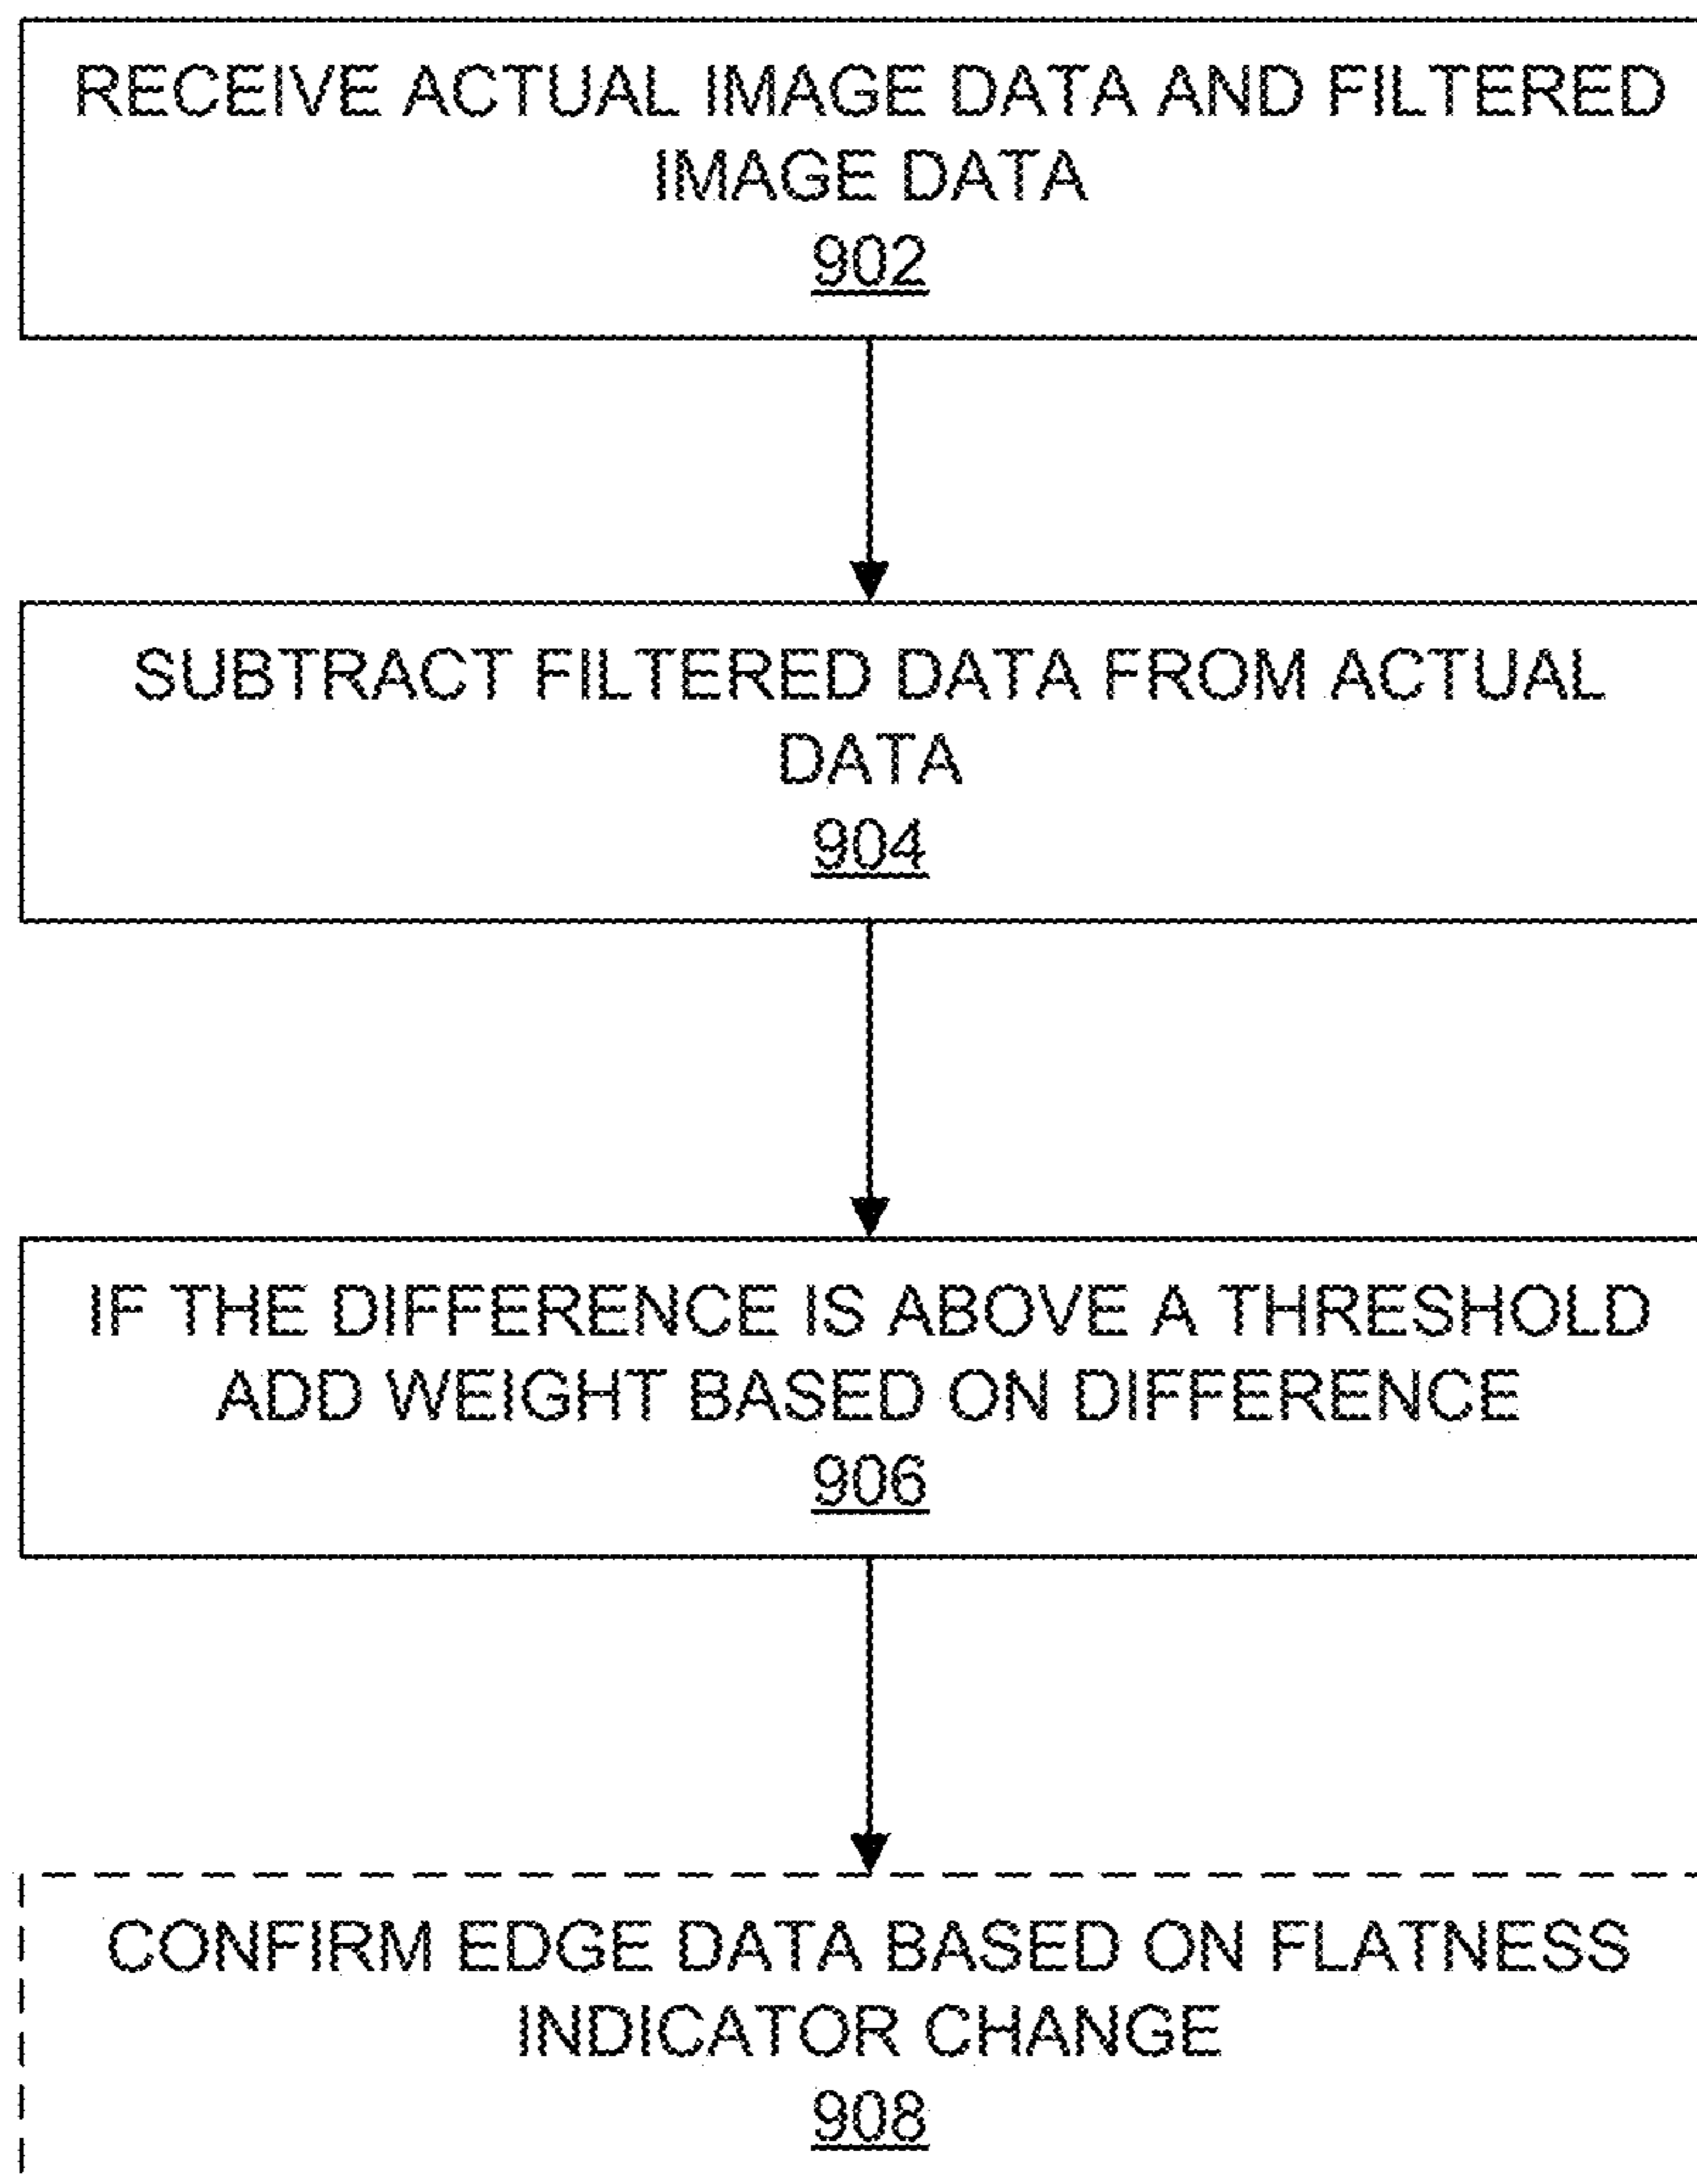 RECEIVE ACTUAL IMAGE DATA AND FILTERED
IMAGE DATA
902
SUBTRACT FILTERED DATA FROM ACTUAL
DATA
904
IF THE DIFFERENCE IS ABOVE A THRESHOLD
ADD WEIGHT BASED ON DIFFERENCE
906
CONFIRM EDGE DATA BASED ON FLATNESS
INDICATOR CHANGE
908